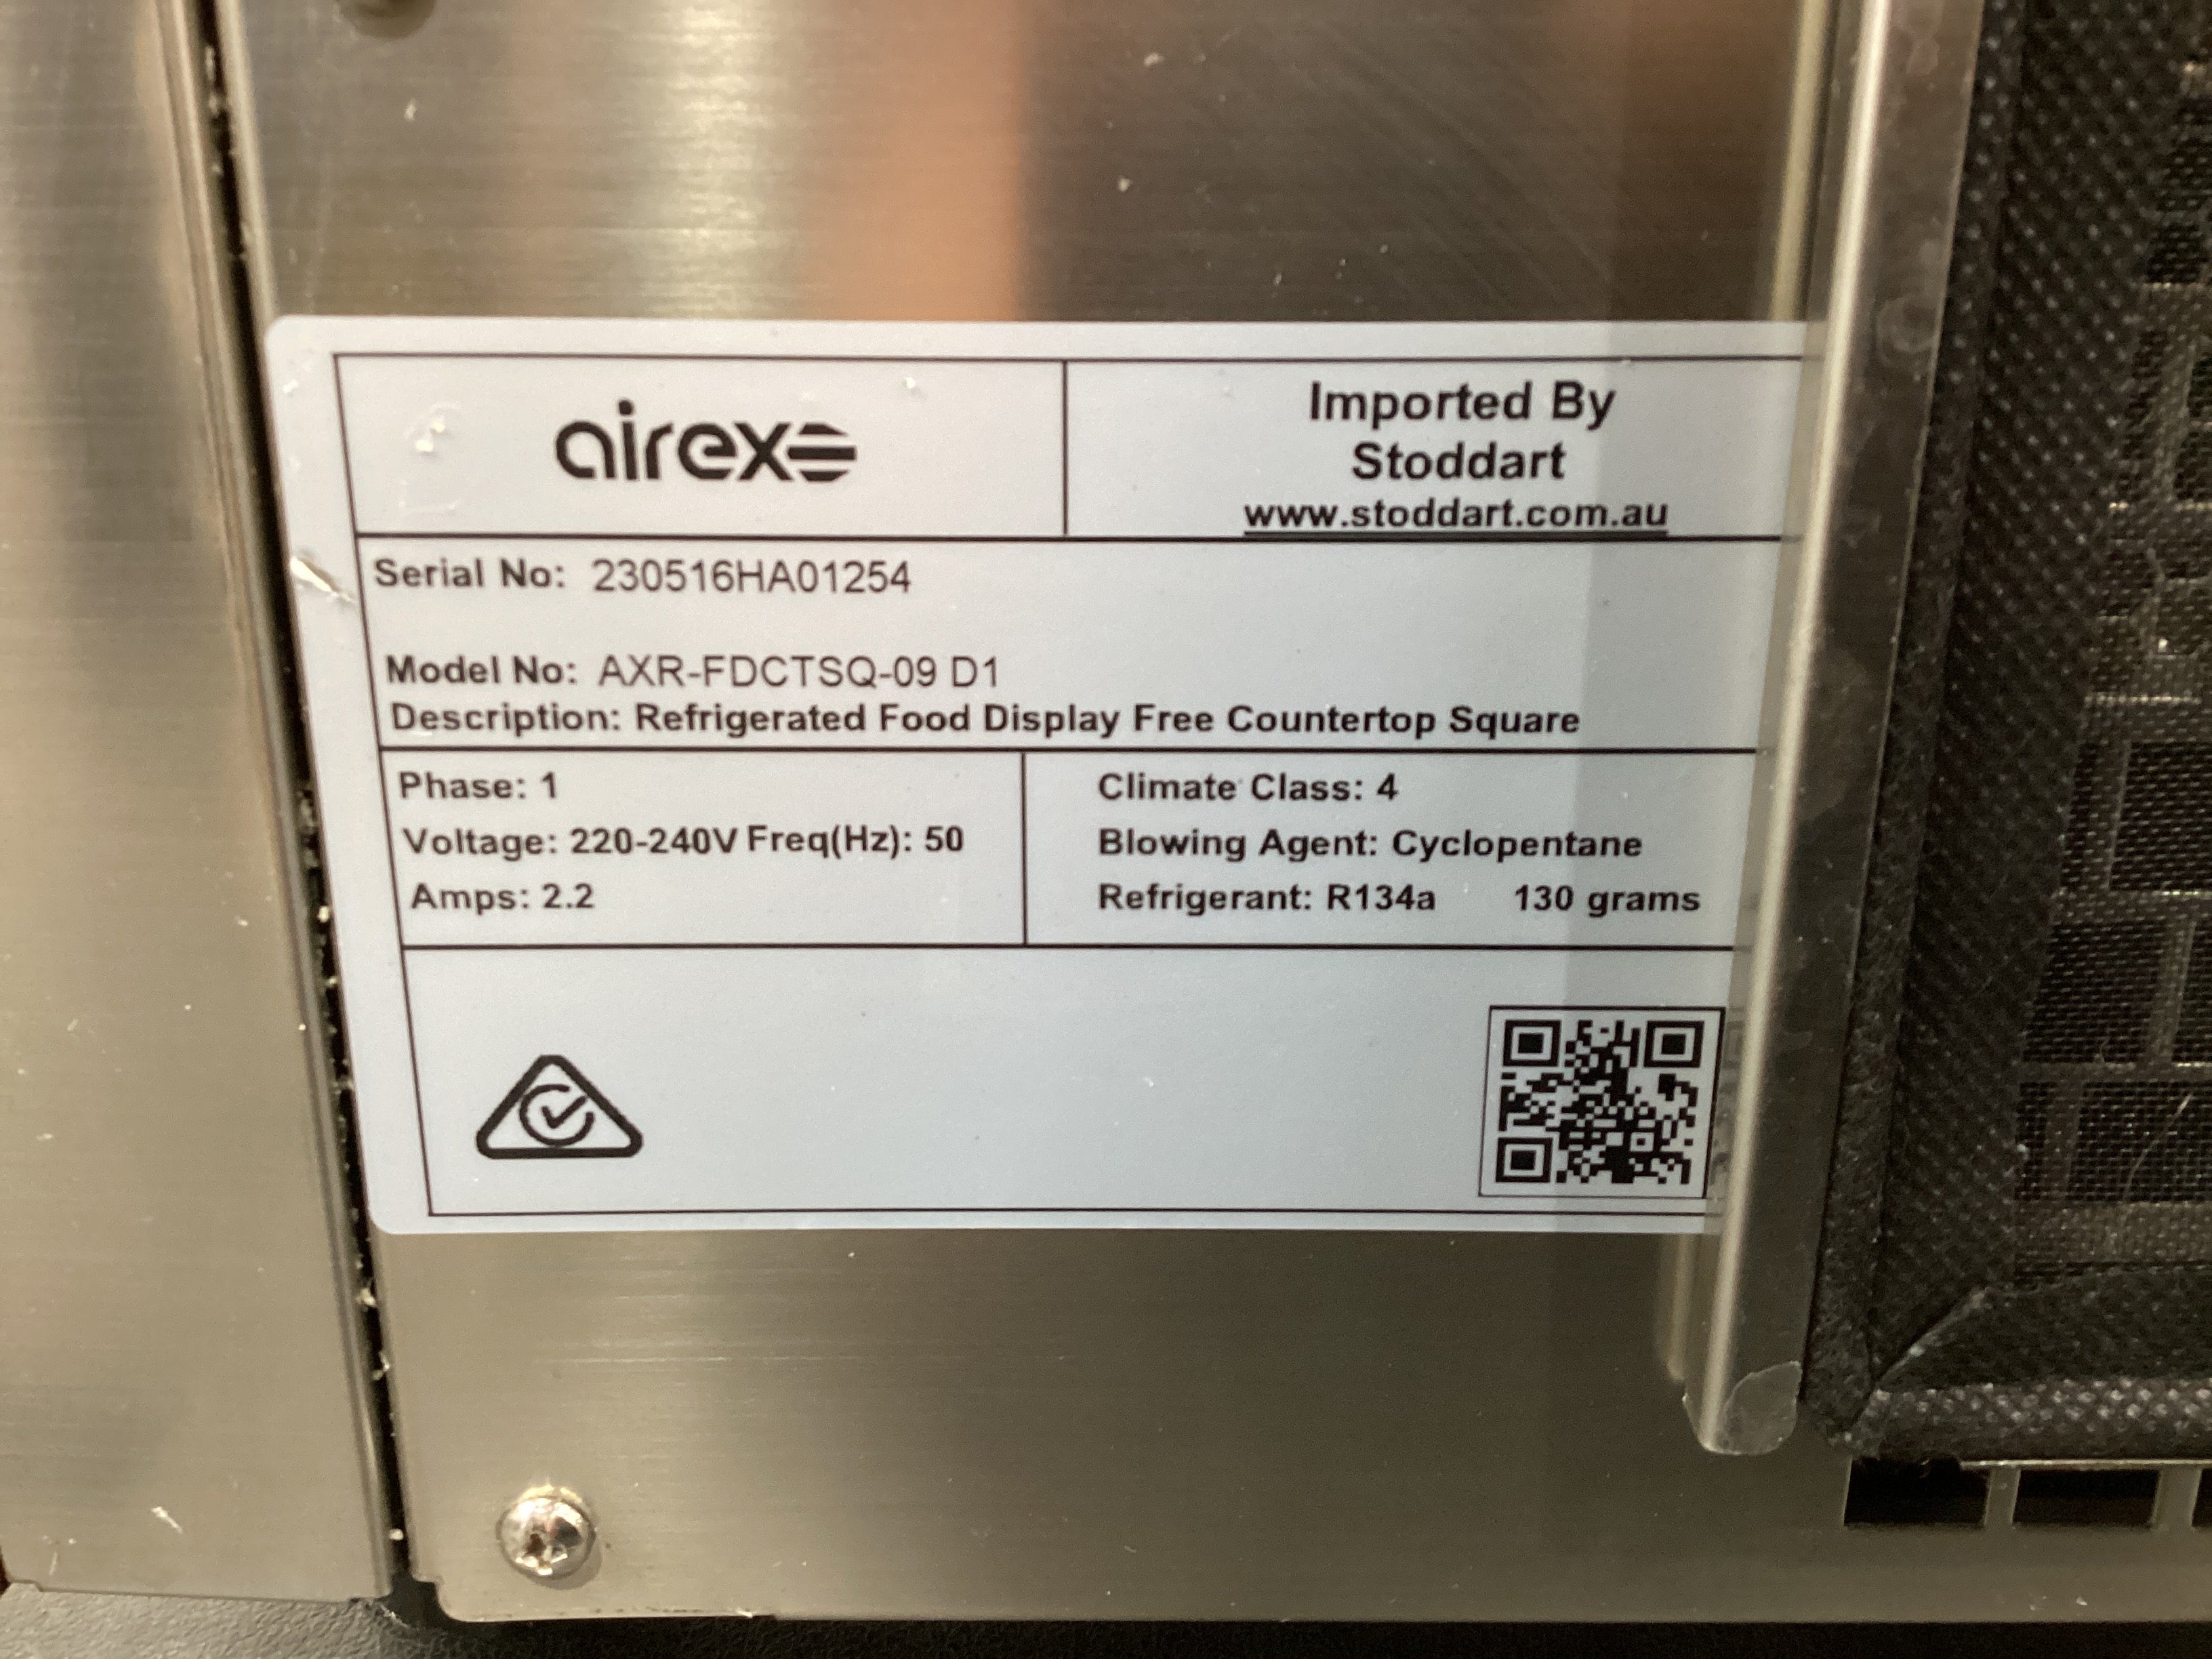 airex
Imported By
Stoddart
www.stoddart.com.au
Serial No: 230516HA01254
Model No: AXR-FDCTSQ-09 D1
Description: Refrigerated Food Display Free Countertop Square
Phase: 1
Voltage: 220-240V Freq(Hz): 50
Amps: 2.2
Climate Class: 4
Blowing Agent: Cyclopentane
Refrigerant: R134a 130 grams